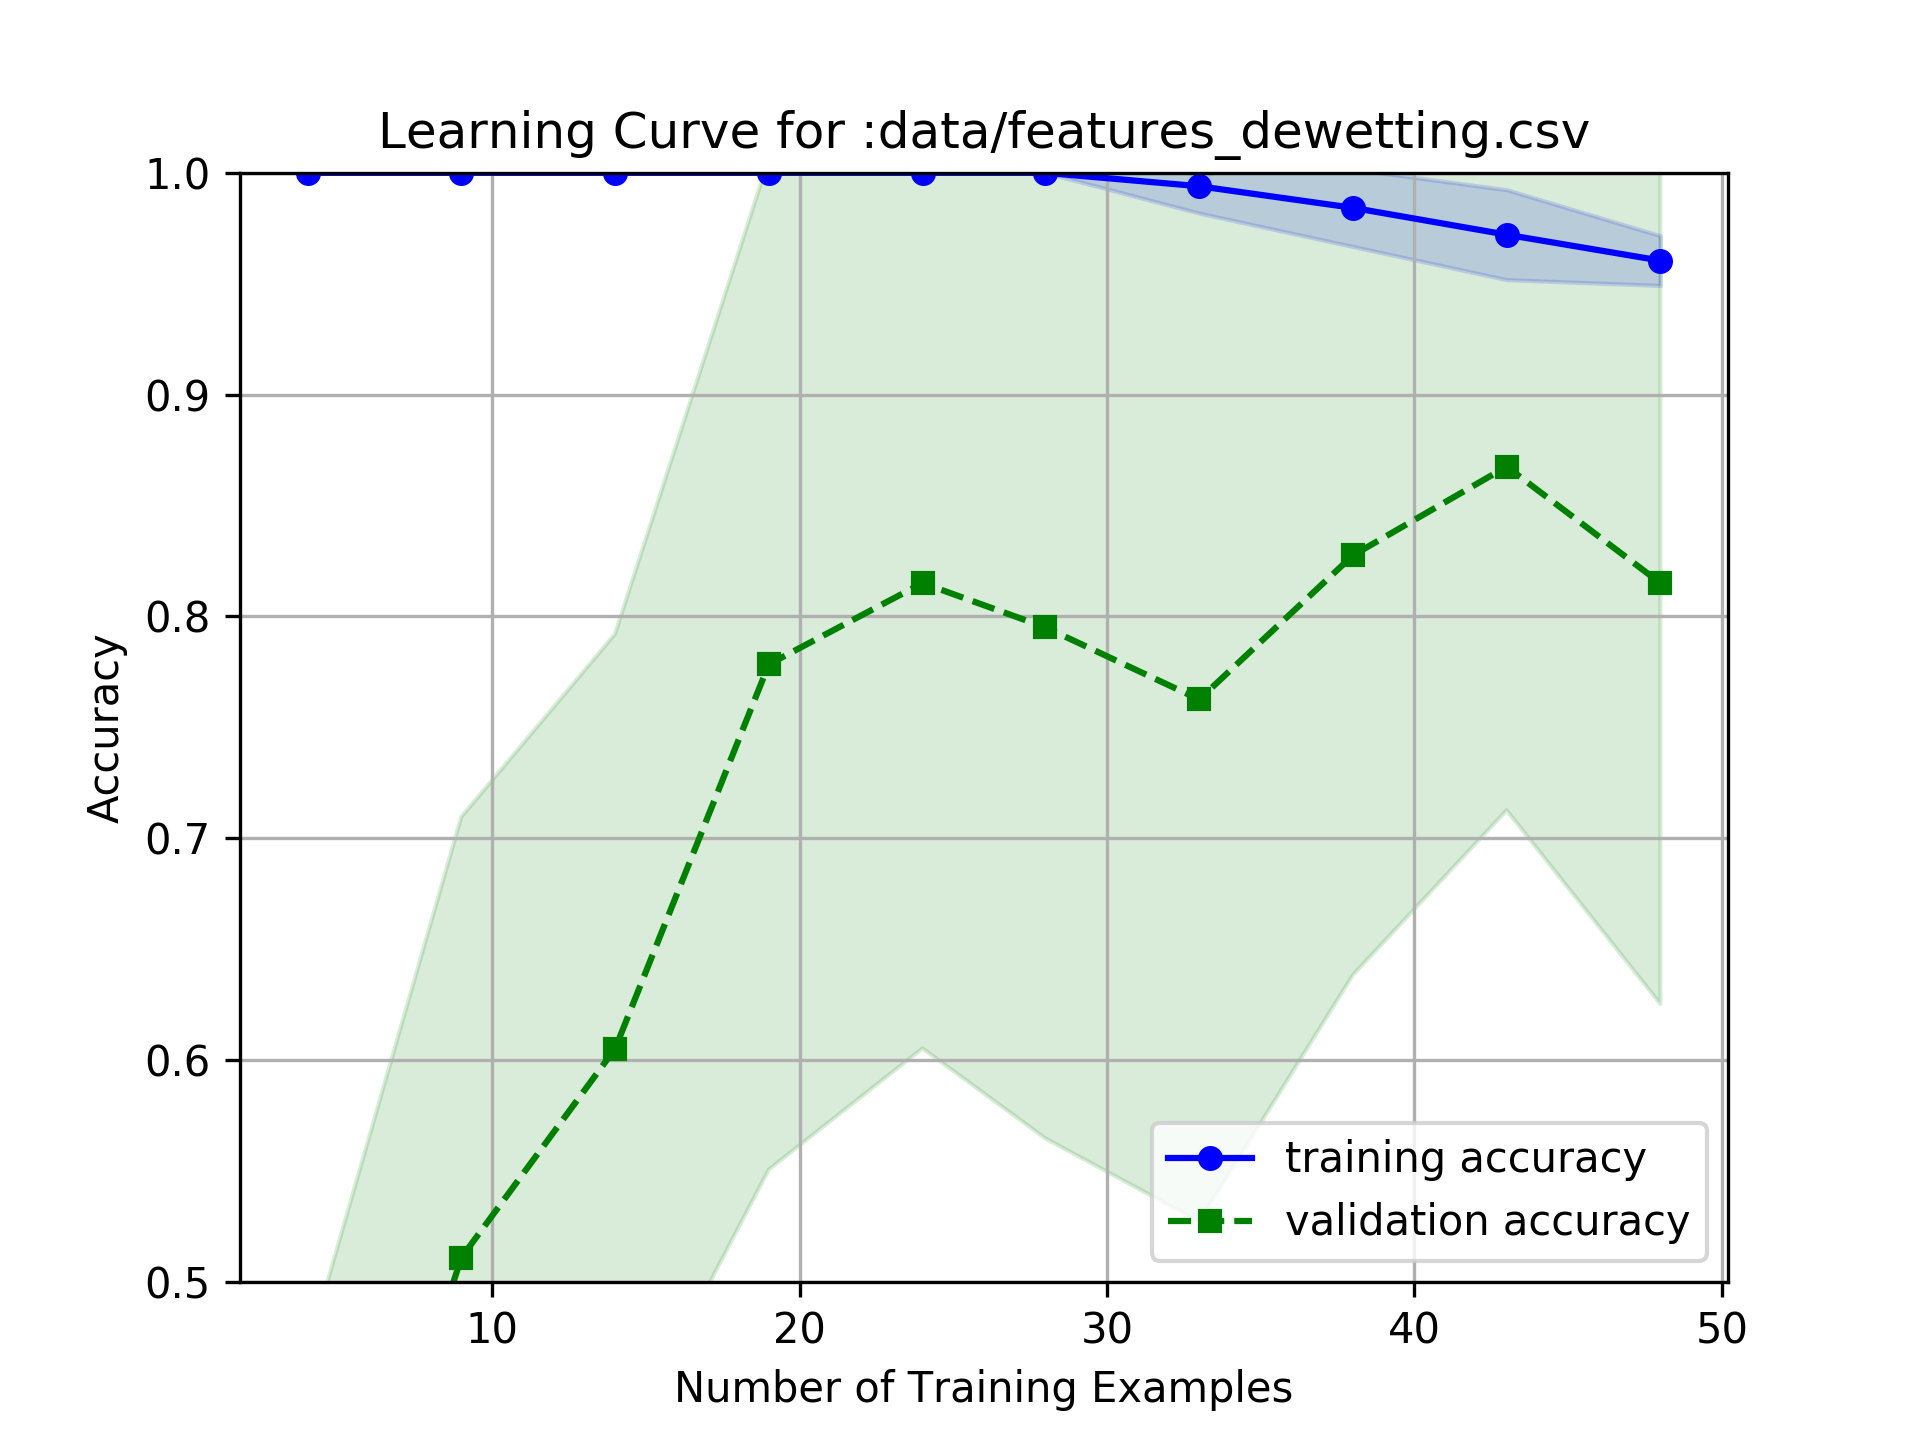 Learning Curve for :data/features_dewetting.csv
1.0
0.9
0.8
0.7
0.6
0.5
Accuracy
training accuracy
validation accuracy
10 20 30 40 50
Number of Training Examples